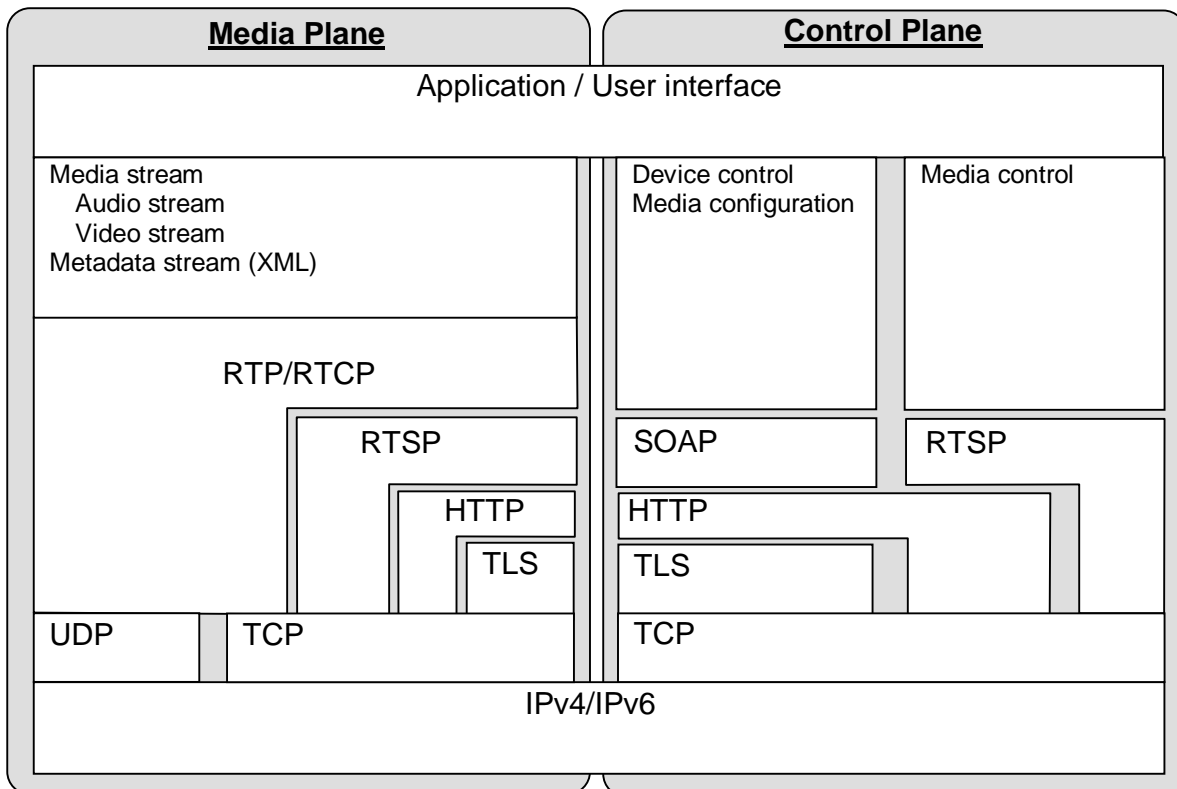 Media Plane
Control Plane
Application / User interface
Media stream
Audio stream
Video stream
Metadata stream (XML)
Device control
Media configuration
Media control
RTP/RTCP
RTSP
SOAP
RTSP
HTTP
HTTP
TLS
TLS
UDP
TCP
TCP
IPv4/IPv6